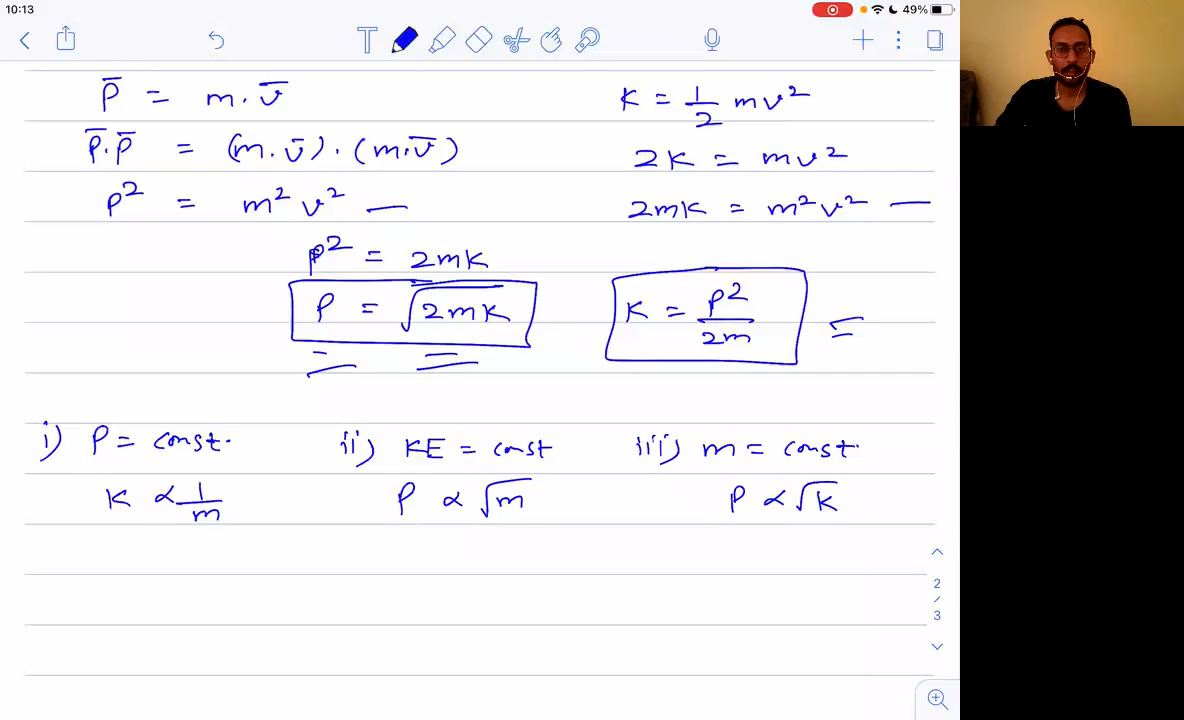 10:13
49%
T
P̅ = m. v̅
K = 1/2 mv²
P̅.P̅ = (m.v̅).(m.v̅)
2K = mv²
P² = m²v² —
2mK = m²v² —
P² = 2mK
P = √2mK
K = P²/2m
i) P = const.
ii) KE = const
iii) m = const.
K ∝ 1/m
P ∝ √m
P ∝ √K
2
/
3